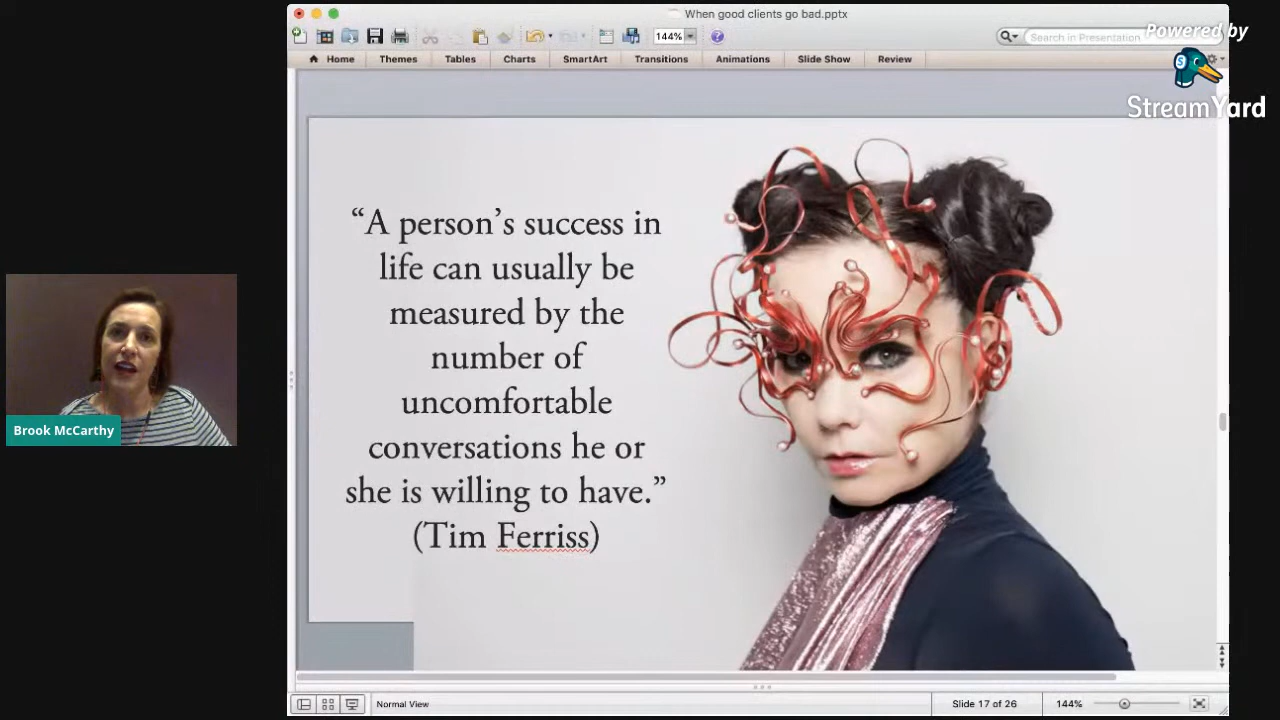 When good clients go bad.pptx
144%
Search in Presentation
Powered by
StreamYard
Home Themes Tables Charts SmartArt Transitions Animations Slide Show Review
“A person’s success in
life can usually be
measured by the
number of
uncomfortable
conversations he or
she is willing to have.”
(Tim Ferriss)
Brook McCarthy
Normal View
Slide 17 of 26
144%